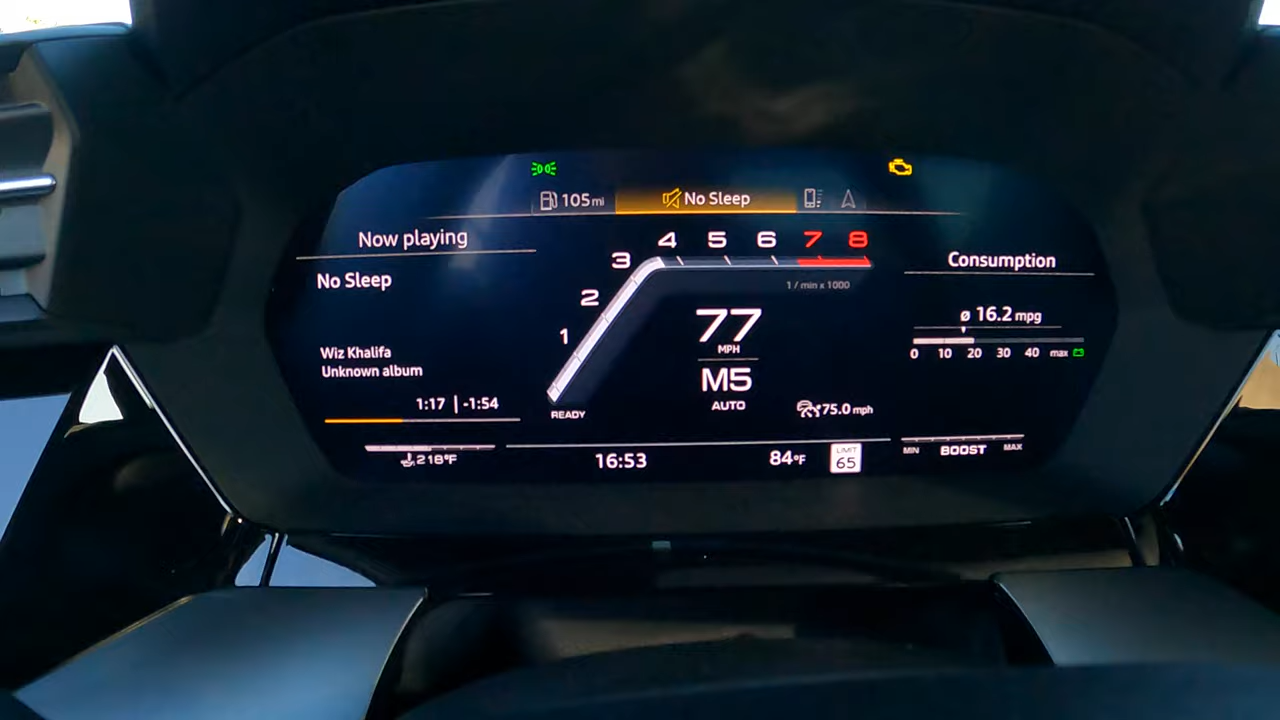 105 mi
No Sleep
Now playing
No Sleep
Wiz Khalifa
Unknown album
1:17 | -1:54
218°F
1 2 3 4 5 6 7 8
1 / min x 1000
77
MPH
M5
AUTO
READY
75.0 mph
16:53
84°F
LIMIT
65
Consumption
ø 16.2 mpg
0 10 20 30 40 max
MIN BOOST MAX